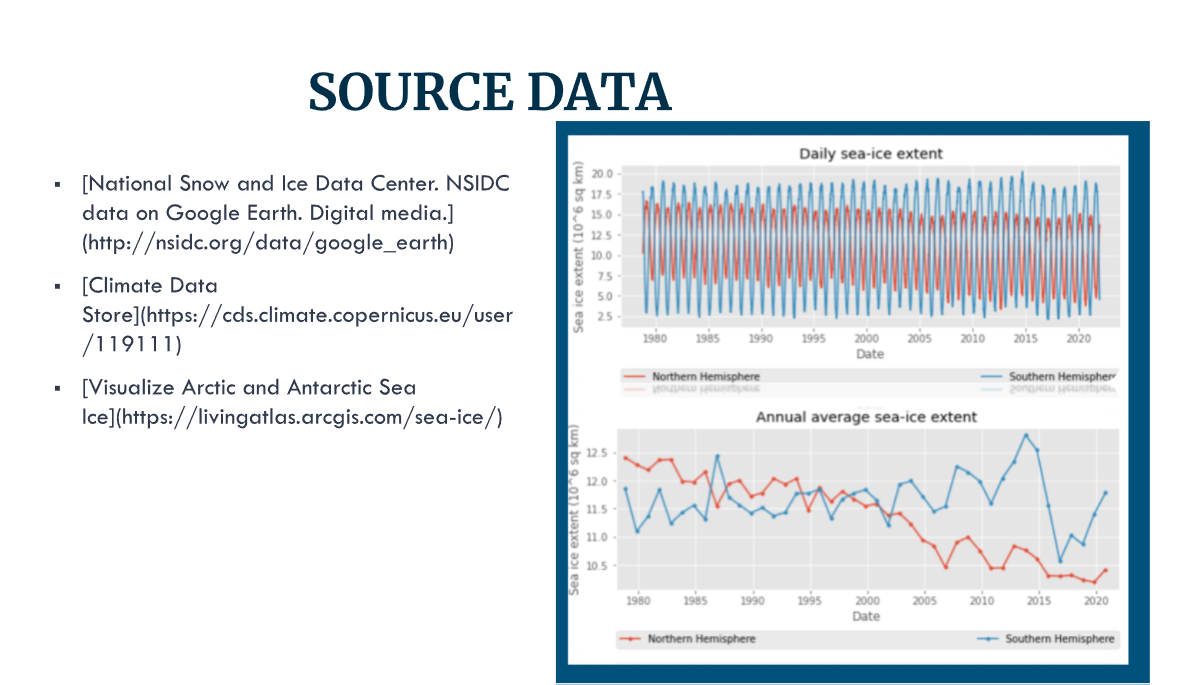 SOURCE DATA
▪ [National Snow and Ice Data Center. NSIDC
data on Google Earth. Digital media.]
(http://nsidc.org/data/google_earth)
▪ [Climate Data
Store](https://cds.climate.copernicus.eu/user
/119111)
▪ [Visualize Arctic and Antarctic Sea
Ice](https://livingatlas.arcgis.com/sea-ice/)
Daily sea-ice extent
Sea ice extent (10^6 sq km)
20.0
17.5
15.0
12.5
10.0
7.5
5.0
2.5
1980 1985 1990 1995 2000 2005 2010 2015 2020
Date
Northern Hemisphere Southern Hemisphere
Northern Hemisphere Southern Hemisphere
Annual average sea-ice extent
Sea ice extent (10^6 sq km)
12.5
12.0
11.5
11.0
10.5
1980 1985 1990 1995 2000 2005 2010 2015 2020
Date
Northern Hemisphere Southern Hemisphere